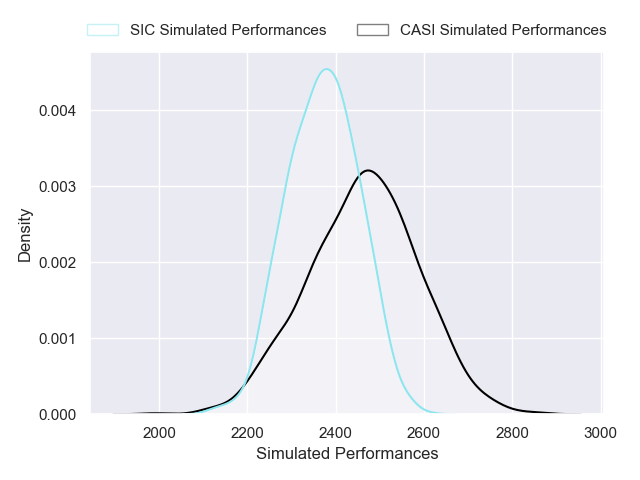 SIC Simulated Performances CASI Simulated Performances
0.004
0.003
0.002
0.001
0.000
Density
2000 2200 2400 2600 2800 3000
Simulated Performances